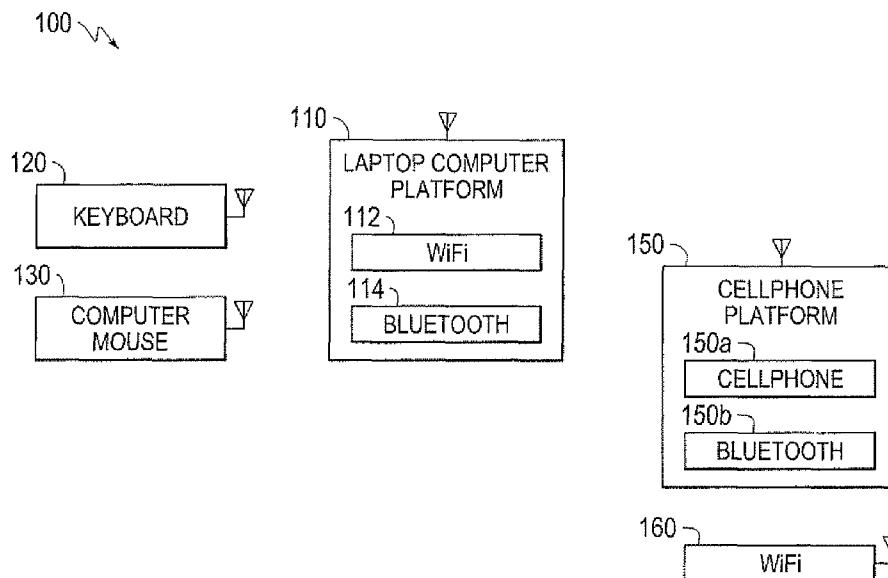 100
110
LAPTOP COMPUTER
PLATFORM
112
WiFi
114
BLUETOOTH
120
KEYBOARD
130
COMPUTER
MOUSE
150
CELLPHONE
PLATFORM
150a
CELLPHONE
150b
BLUETOOTH
160
WiFi